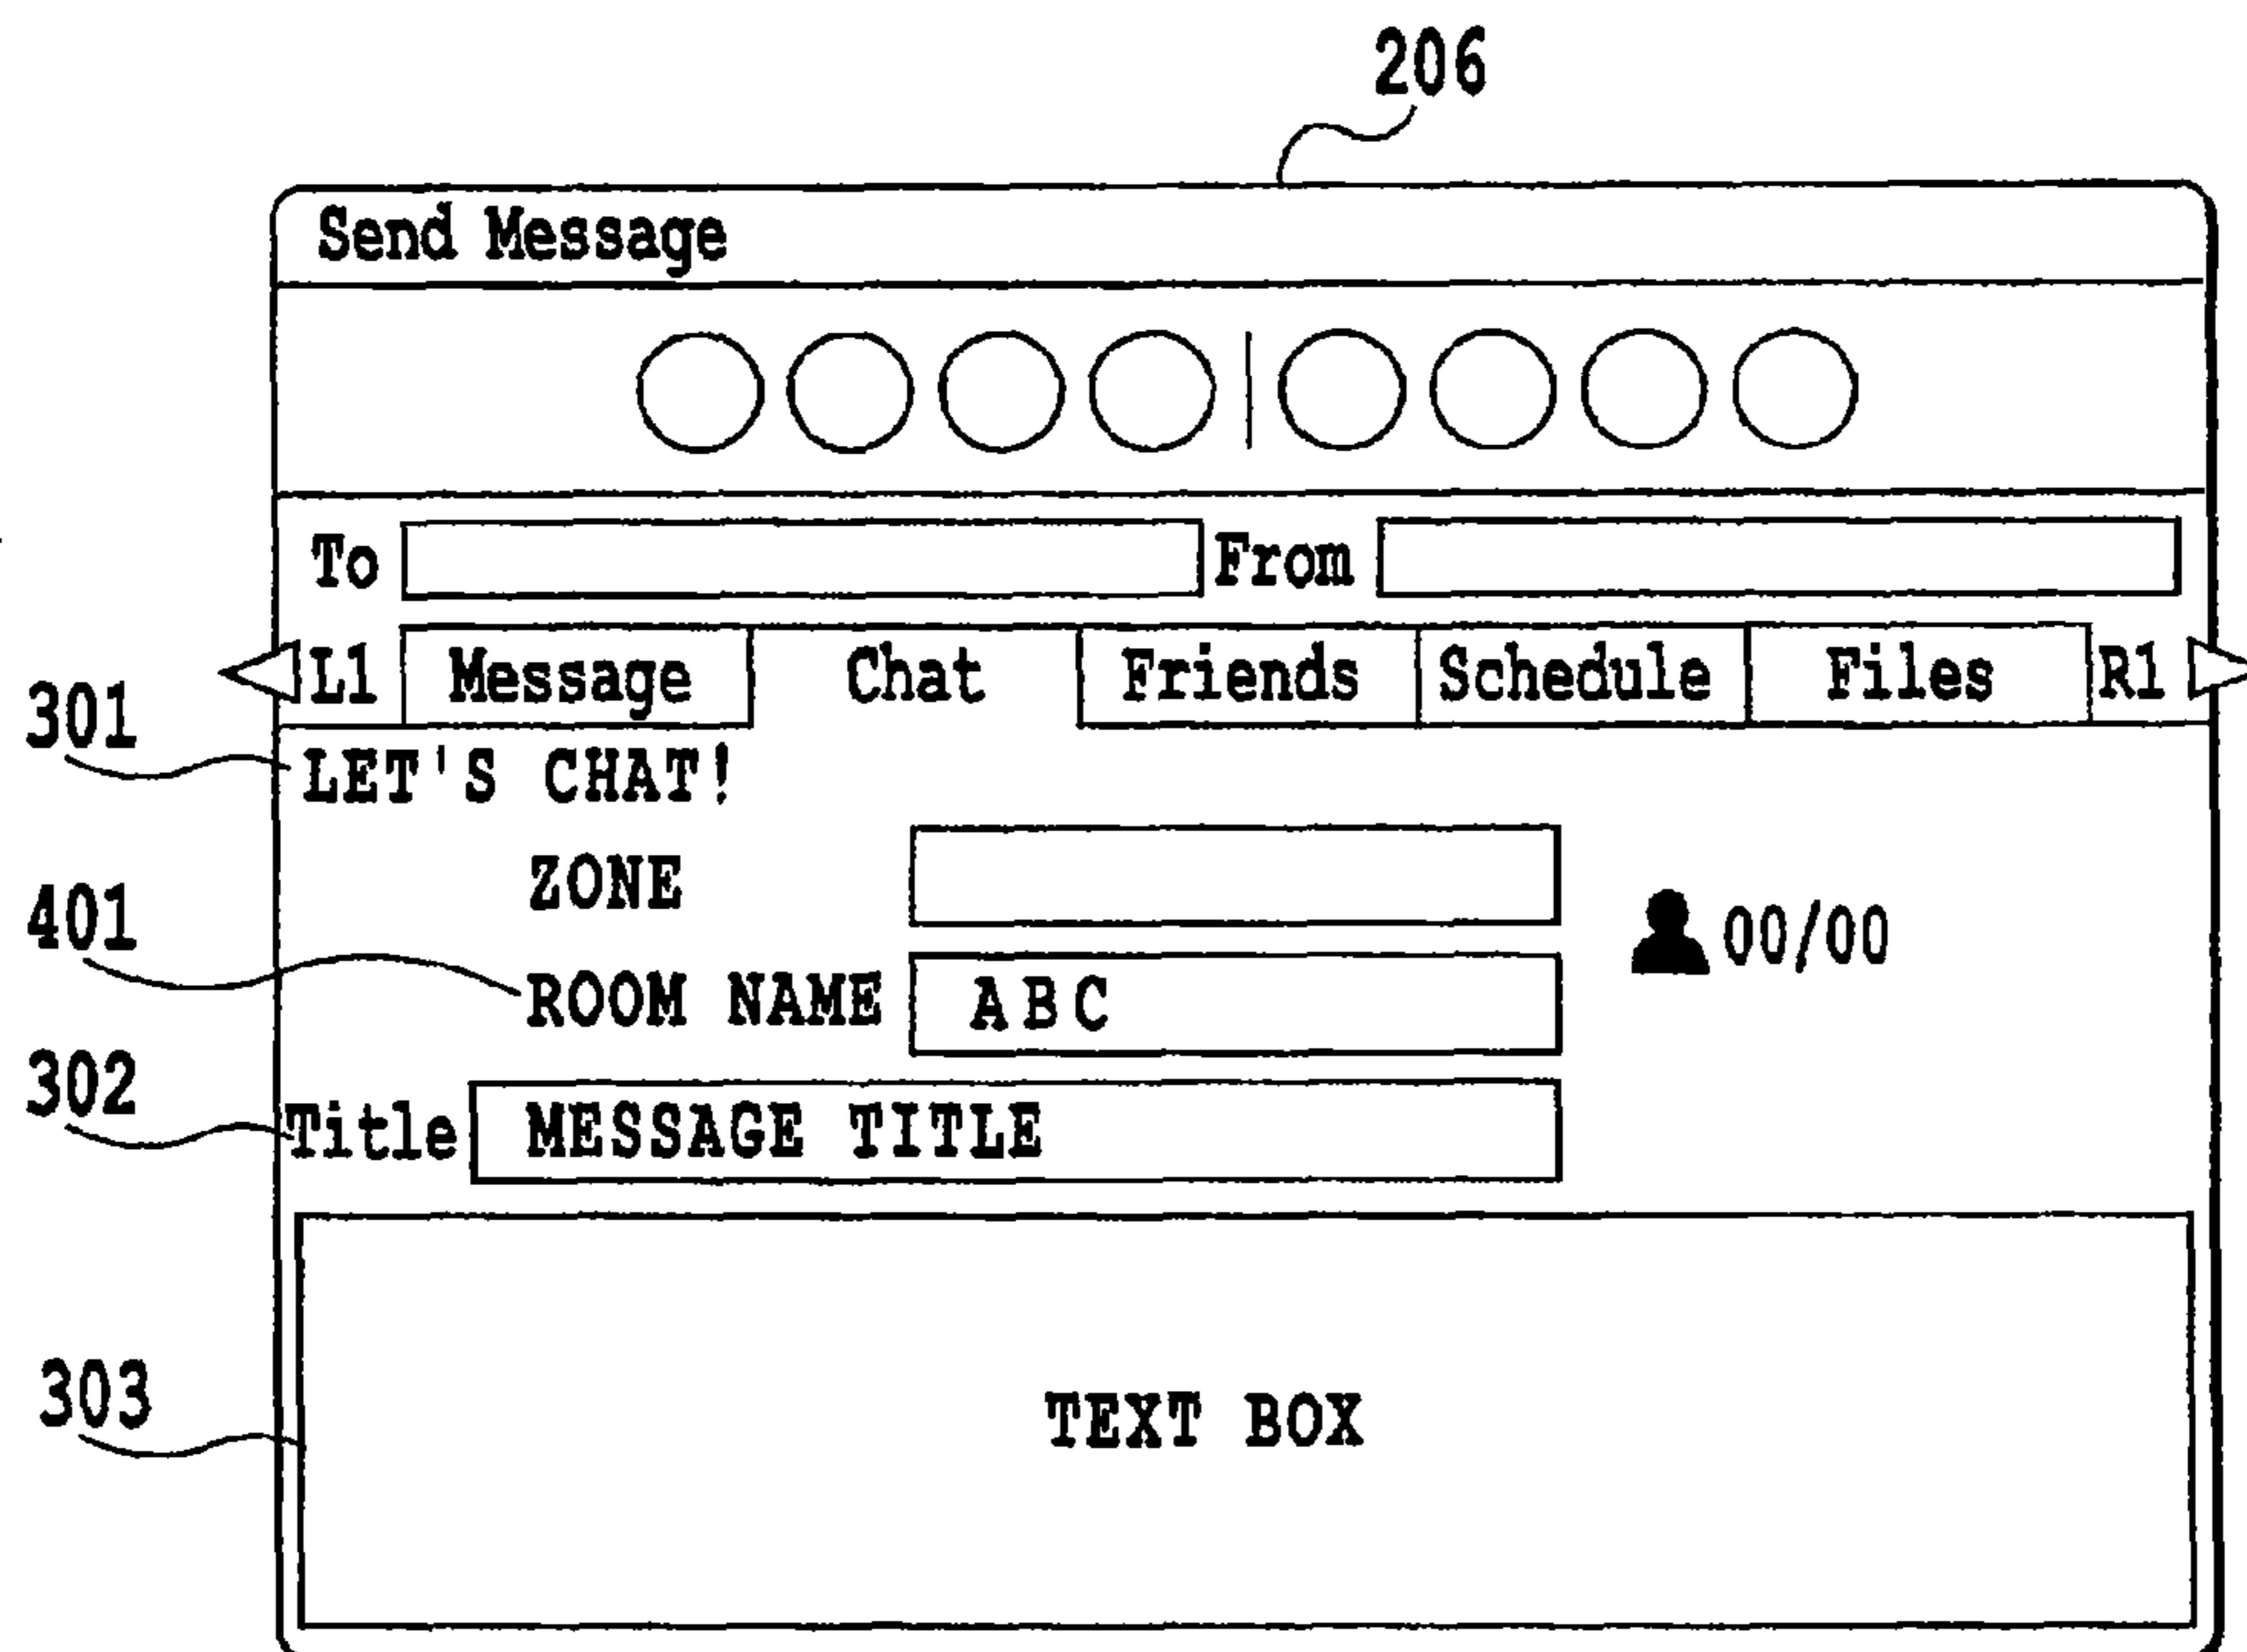 206
Send Message
To From
L1 Message Chat Friends Schedule Files R1
301
LET'S CHAT!
ZONE
00/00
401
ROOM NAME ABC
302
Title MESSAGE TITLE
303
TEXT BOX